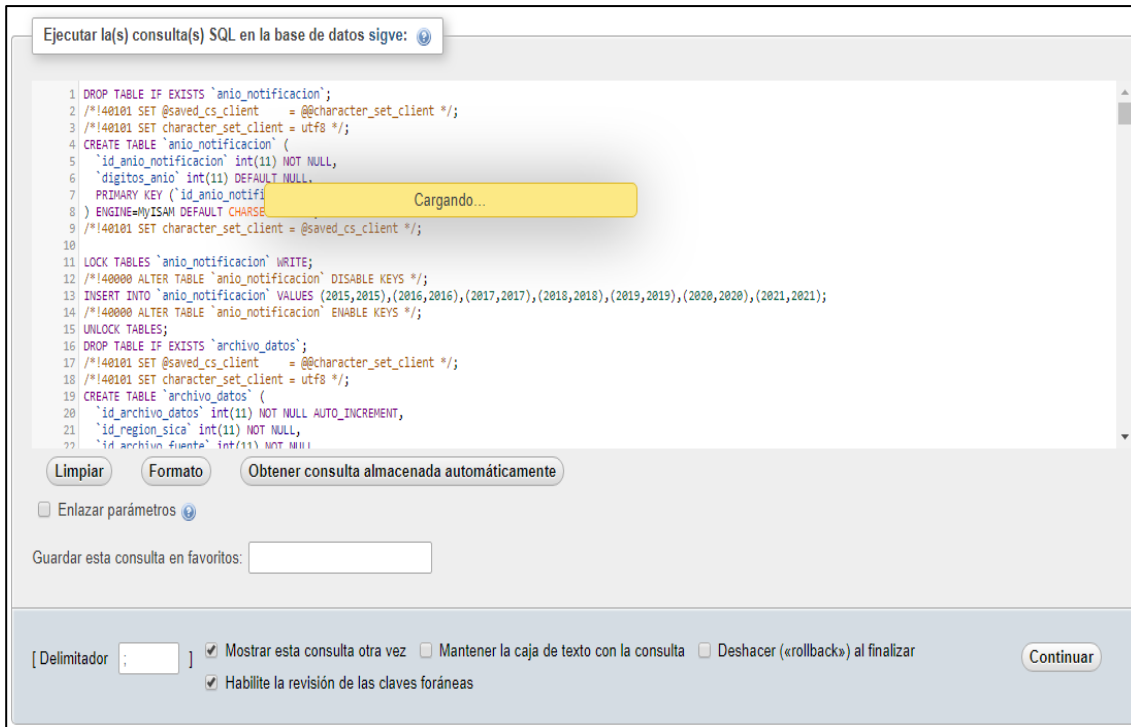 Ejecutar la(s) consulta(s) SQL en la base de datos sigve:
1 DROP TABLE IF EXISTS `anio_notificacion`;
2 /*!40101 SET @saved_cs_client     = @@character_set_client */;
3 /*!40101 SET character_set_client = utf8 */;
4 CREATE TABLE `anio_notificacion` (
5   `id_anio_notificacion` int(11) NOT NULL,
6   `digitos_anio` int(11) DEFAULT NULL,
7   PRIMARY KEY (`id_anio_notifi
Cargando...
8 ) ENGINE=MyISAM DEFAULT CHARSE
9 /*!40101 SET character_set_client = @saved_cs_client */;
10
11 LOCK TABLES `anio_notificacion` WRITE;
12 /*!40000 ALTER TABLE `anio_notificacion` DISABLE KEYS */;
13 INSERT INTO `anio_notificacion` VALUES (2015,2015),(2016,2016),(2017,2017),(2018,2018),(2019,2019),(2020,2020),(2021,2021);
14 /*!40000 ALTER TABLE `anio_notificacion` ENABLE KEYS */;
15 UNLOCK TABLES;
16 DROP TABLE IF EXISTS `archivo_datos`;
17 /*!40101 SET @saved_cs_client     = @@character_set_client */;
18 /*!40101 SET character_set_client = utf8 */;
19 CREATE TABLE `archivo_datos` (
20   `id_archivo_datos` int(11) NOT NULL AUTO_INCREMENT,
21   `id_region_sica` int(11) NOT NULL,
22   `id_archivo_fuente` int(11) NOT NULL
Limpiar Formato Obtener consulta almacenada automáticamente
Enlazar parámetros
Guardar esta consulta en favoritos:
[ Delimitador ; ] Mostrar esta consulta otra vez Mantener la caja de texto con la consulta Deshacer («rollback») al finalizar Continuar
Habilite la revisión de las claves foráneas